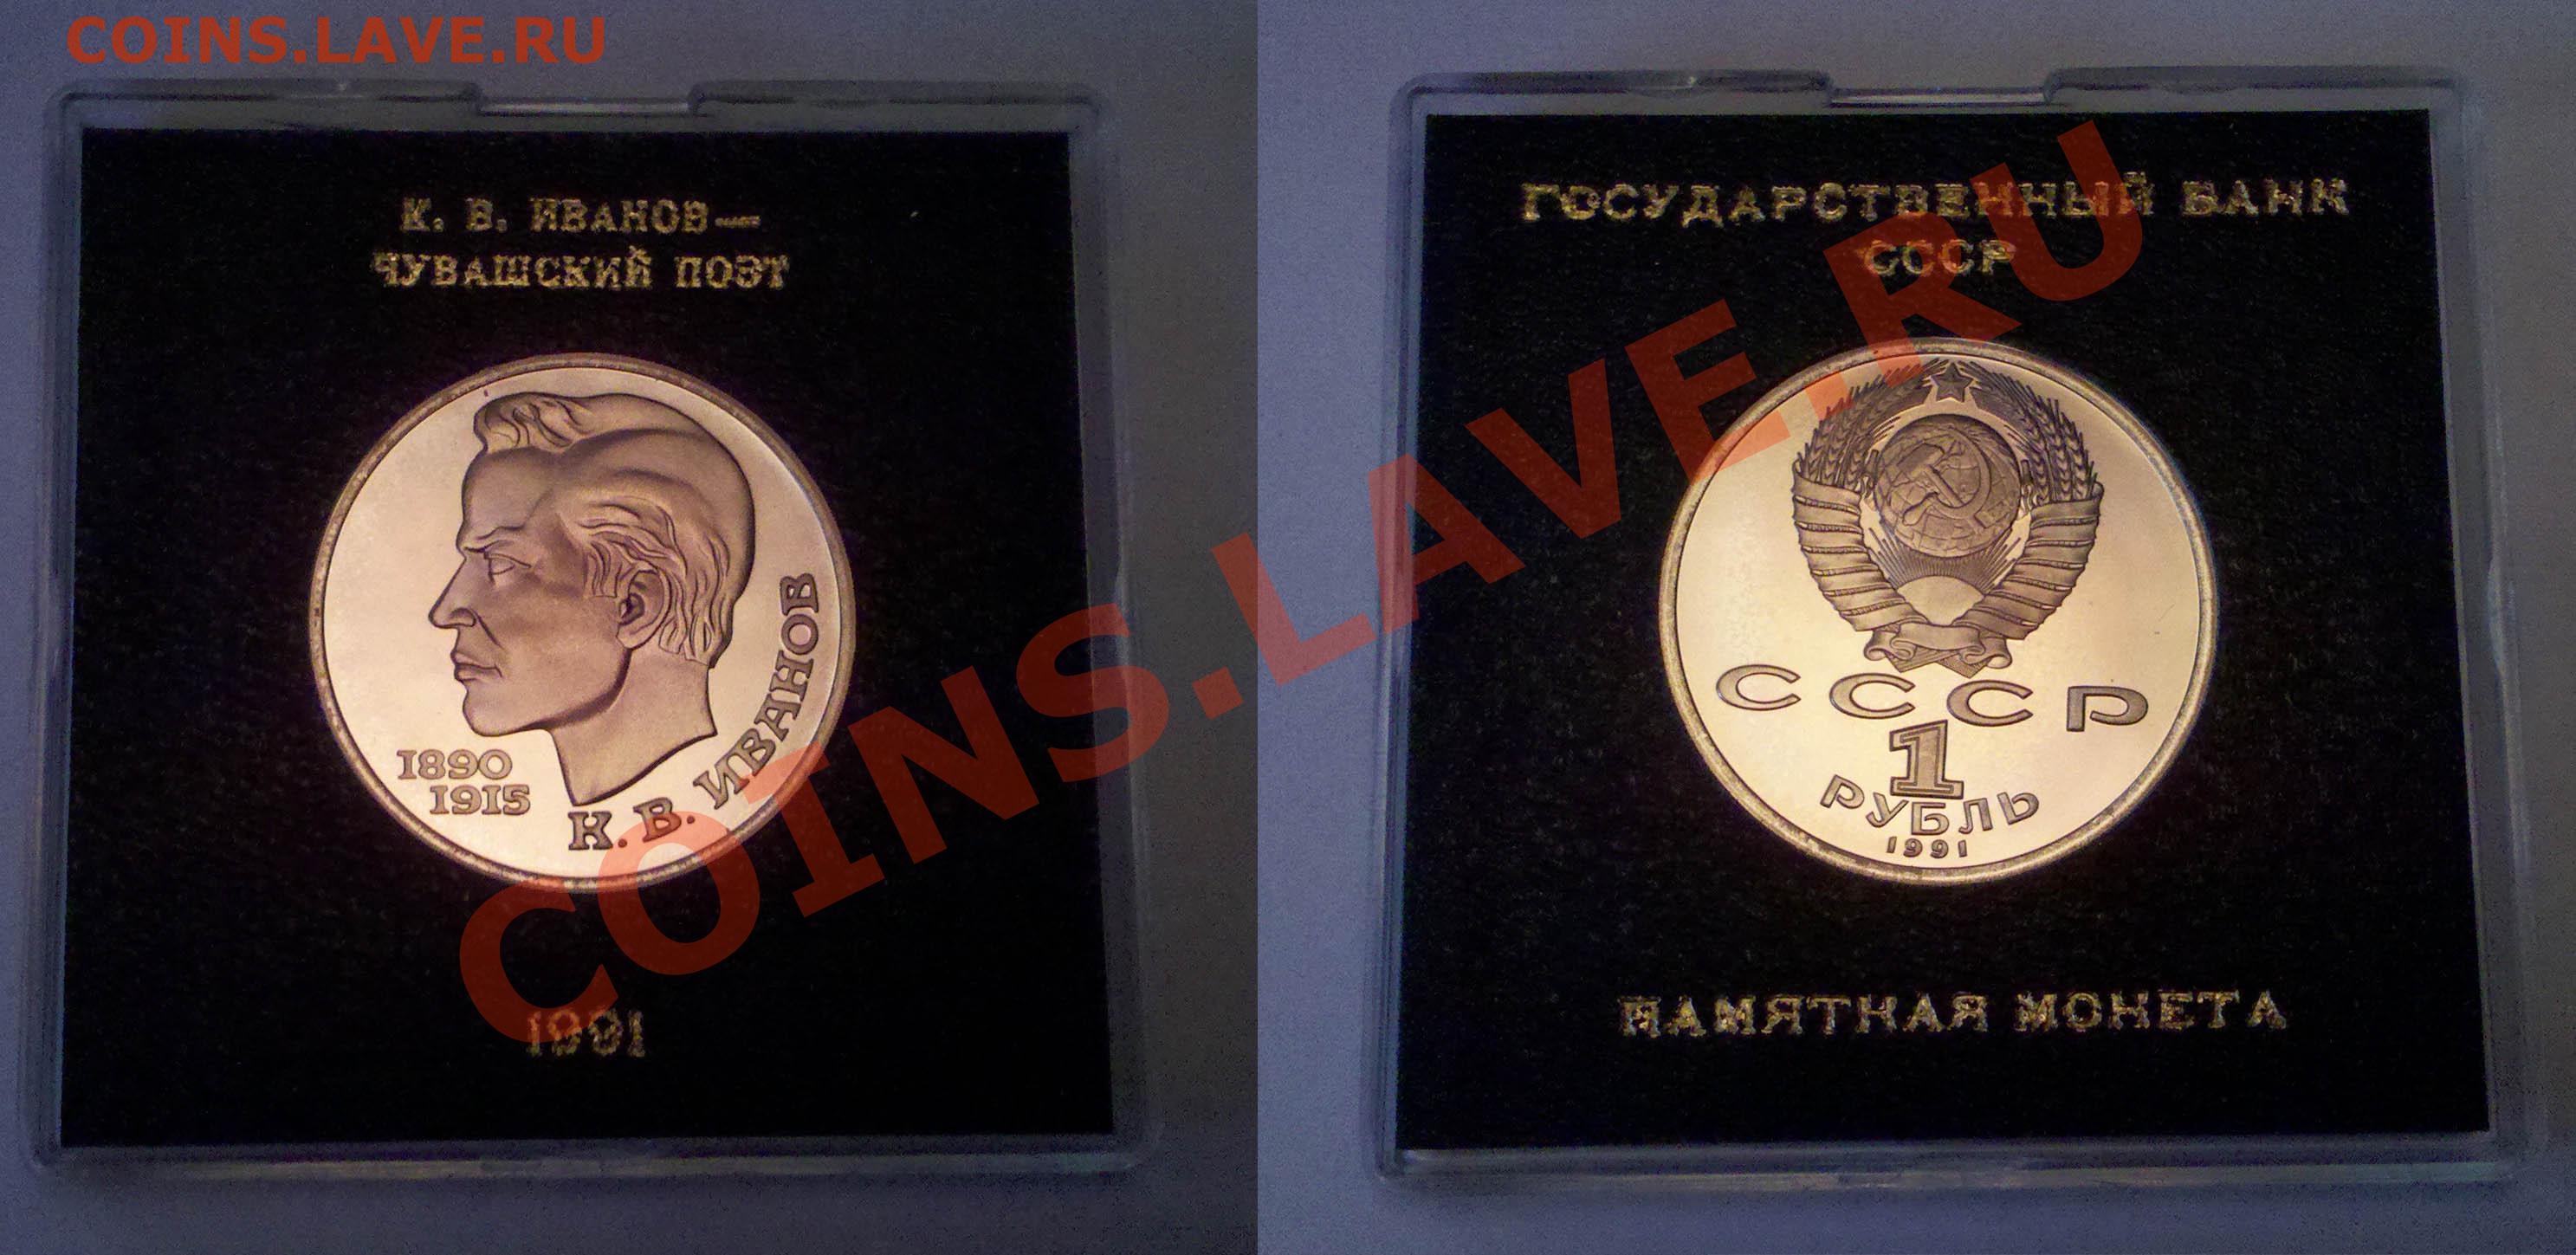 COINS.LAVE.RU
К. В. ИВАНОВ—
ЧУВАШСКИЙ ПОЭТ
1890
1915
К. В. ИВАНОВ
1991
ГОСУДАРСТВЕННЫЙ БАНК
СССР
СССР
1
РУБЛЬ
1991
ПАМЯТНАЯ МОНЕТА
COINS.LAVE.RU